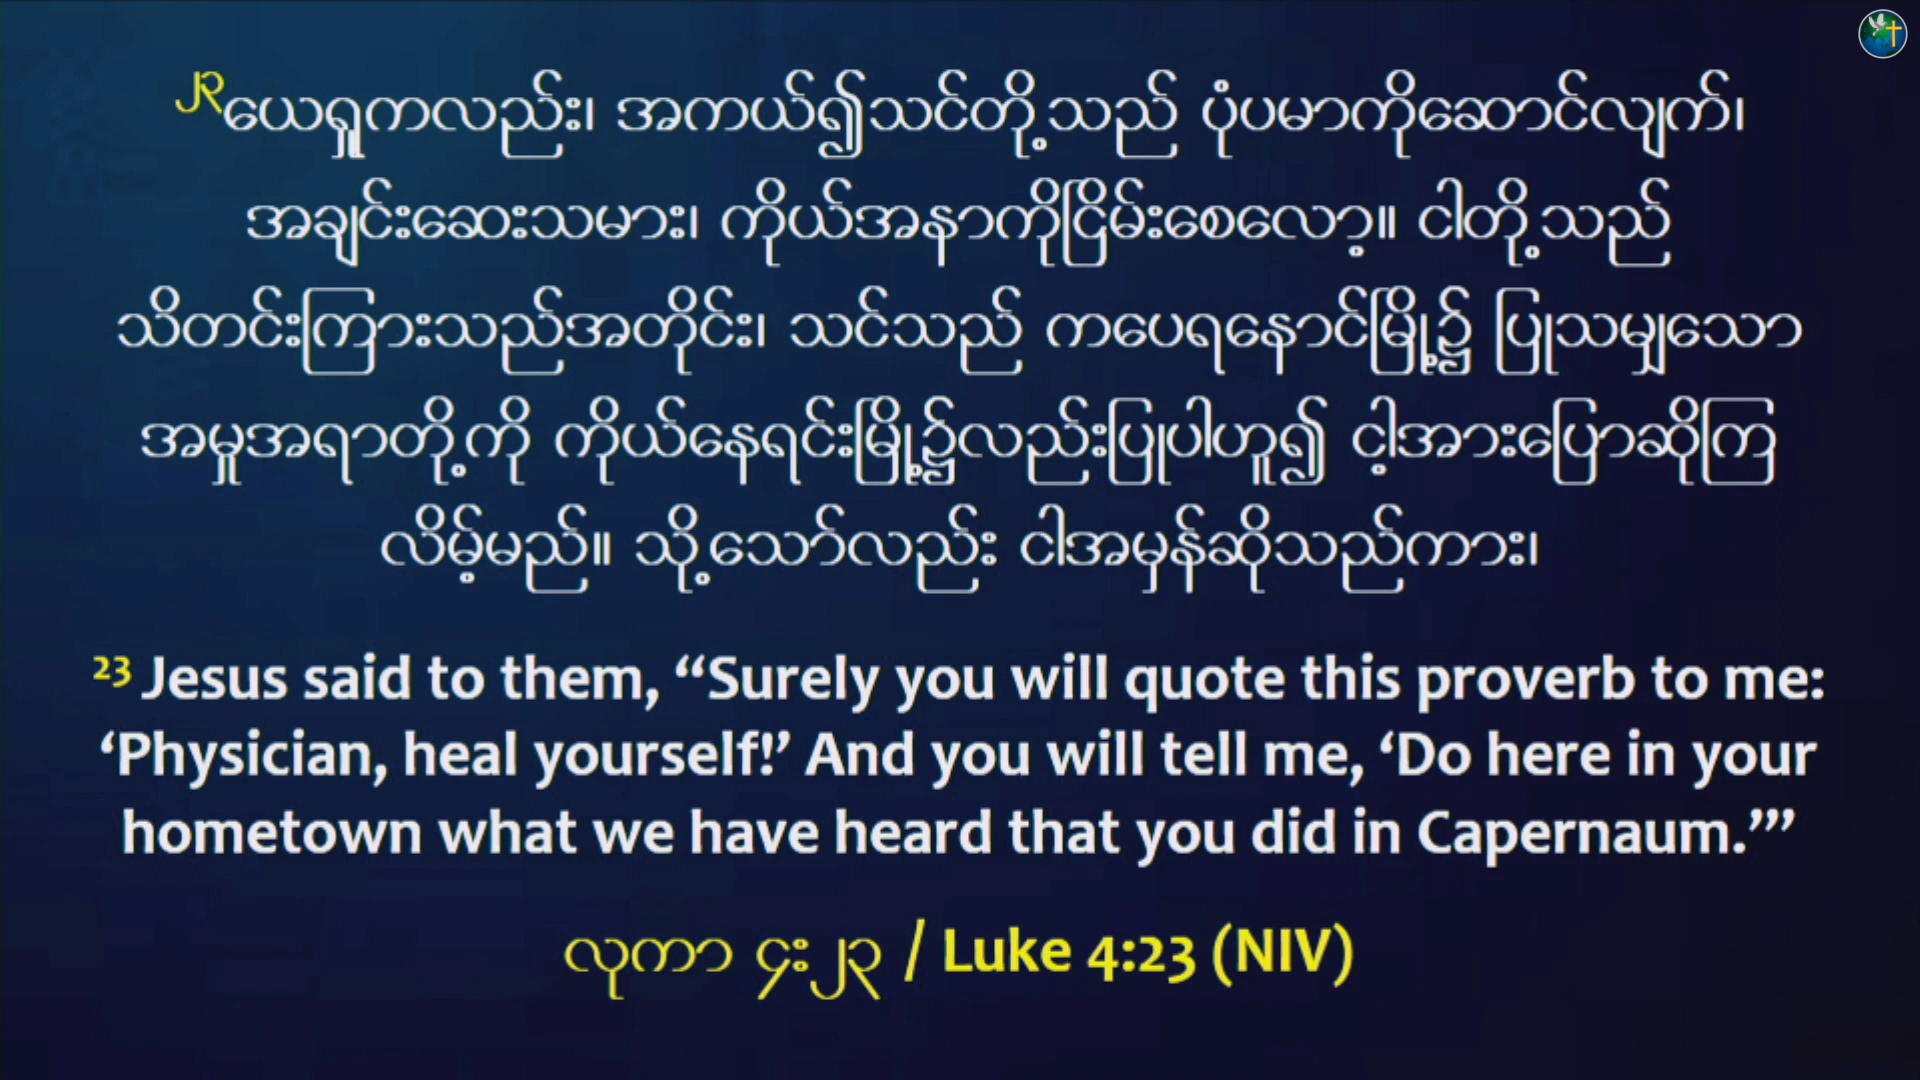 ၂၃ယေရှုကလည်း၊ အကယ်၍သင်တို့သည် ပုံပမာကိုဆောင်လျက်၊
အချင်းဆေးသမား၊ ကိုယ်အနာကိုငြိမ်းစေလော့။ ငါတို့သည်
သိတင်းကြားသည်အတိုင်း၊ သင်သည် ကပေရနောင်မြို့၌ ပြုသမျှသော
အမှုအရာတို့ကို ကိုယ်နေရင်းမြို့၌လည်းပြုပါဟူ၍ ငါ့အားပြောဆိုကြ
လိမ့်မည်။ သို့သော်လည်း ငါအမှန်ဆိုသည်ကား၊
23 Jesus said to them, “Surely you will quote this proverb to me:
‘Physician, heal yourself!’ And you will tell me, ‘Do here in your
hometown what we have heard that you did in Capernaum.’”
လုကာ ၄း၂၃ / Luke 4:23 (NIV)